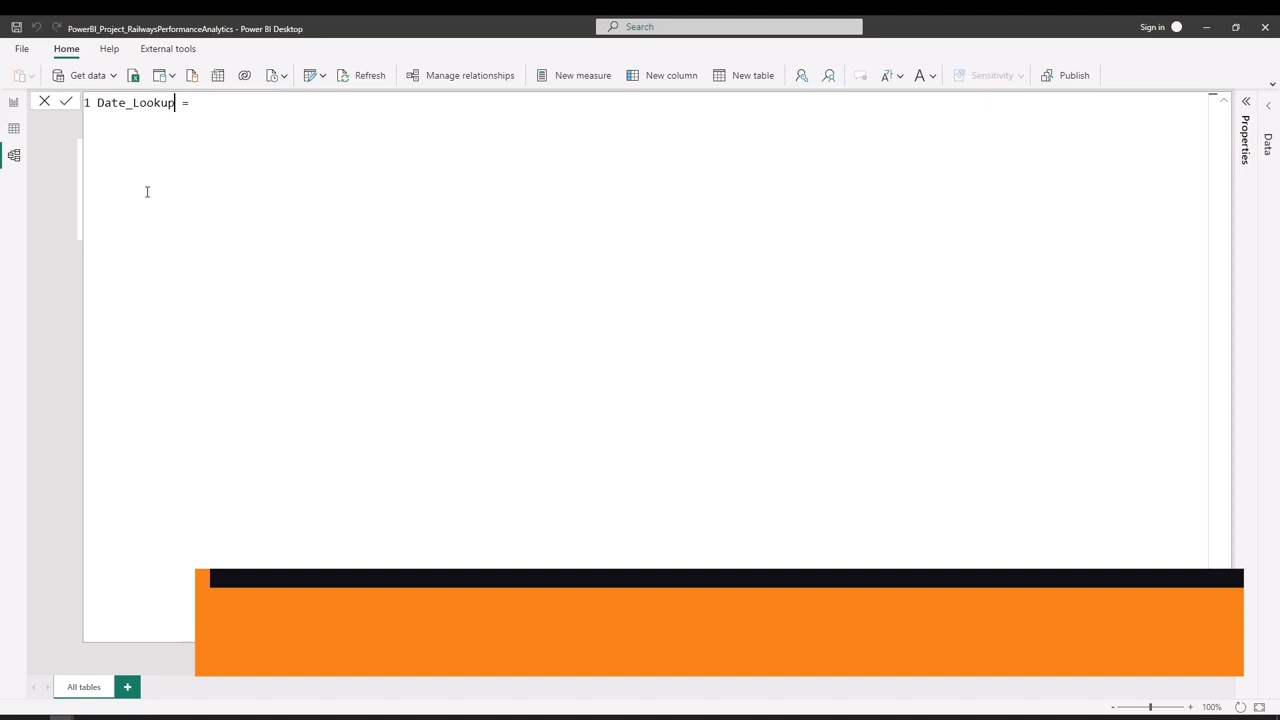 PowerBI_Project_RailwaysPerformanceAnalytics - Power BI Desktop
Search
Sign in
File
Home
Help
External tools
Get data
Refresh
Manage relationships
New measure
New column
New table
Sensitivity
Publish
1 Date_Lookup =
Properties
Data
All tables
100%